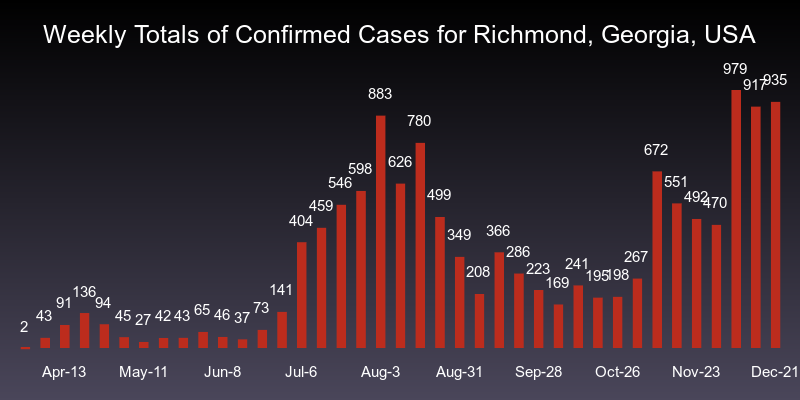 Weekly Totals of Confirmed Cases for Richmond, Georgia, USA
2 43 91 136 94 45 27 42 43 65 46 37 73 141 404 459 546 598 883 626 780 499 349 208 366 286 223 169 241 195 198 267 672 551 492 470 979 917 935
Apr-13 May-11 Jun-8 Jul-6 Aug-3 Aug-31 Sep-28 Oct-26 Nov-23 Dec-21